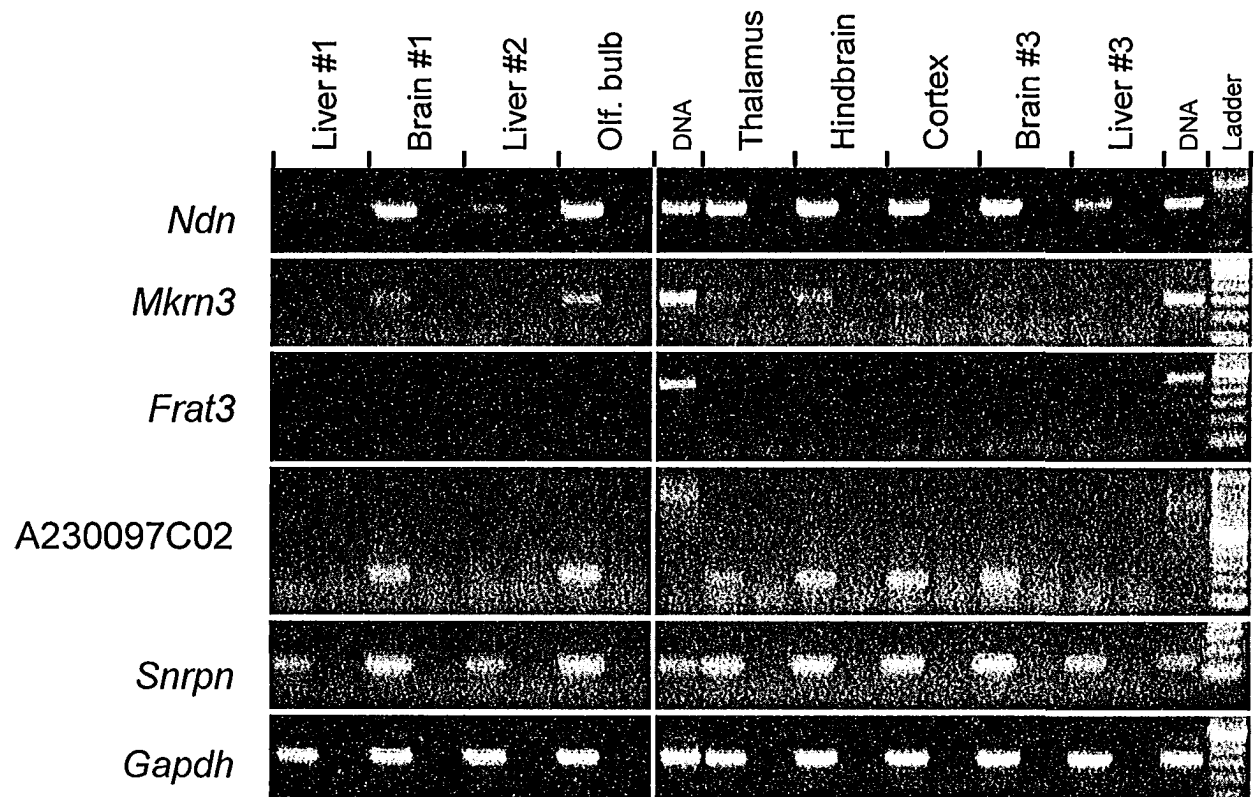 Liver #1
Brain #1
Liver #2
Olf. bulb
DNA
Thalamus
Hindbrain
Cortex
Brain #3
Liver #3
DNA
Ladder
Ndn
Mkrn3
Frat3
A230097C02
Snrpn
Gapdh